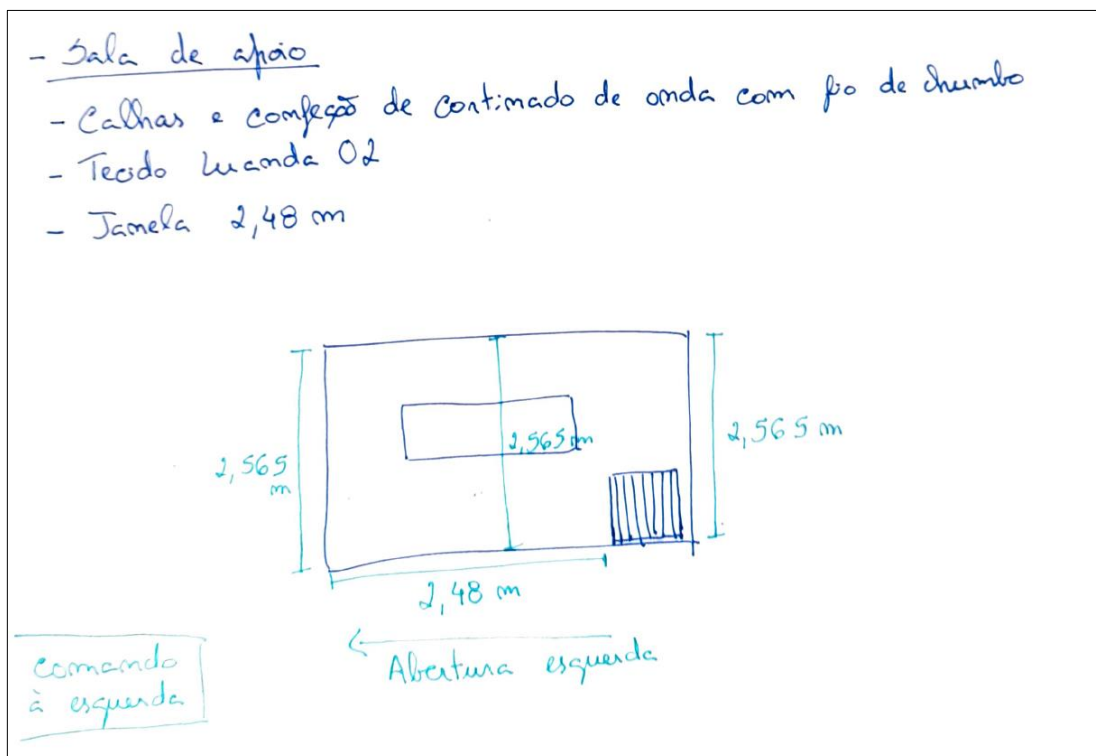 - Sala de apoio
- Calhas e confeção de cortinado de onda com fio de chumbo
- Tecido Luanda 02
- Janela 2,48 m
2,565
m
2,565 m
2,565 m
2,48 m
Abertura esquerda
comando
à esquerda